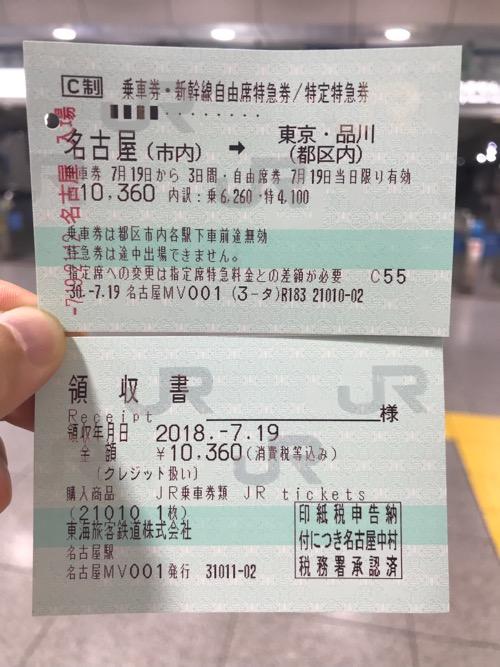 C制 乗車券・新幹線自由席特急券/特定特急券
名古屋(市内) → 東京・品川(都区内)
乗車券 7月19日から 3日間・自由席券 7月19日当日限り有効
10,360 内訳:乗6,260・特4,100
乗車券は都区市内各駅下車前途無効
特急券は途中出場できません。
指定席への変更は指定席特急料金との差額が必要 C55
30.-7.19 名古屋MV001 (3-タ)R183 21010-02
名古屋 入場
JR
領収書
Receipt 様
領収年月日 2018.-7.19
金額 ¥10,360(消費税等込み)
(クレジット扱い)
購入商品 JR乗車券類 JR tickets
(21010 1枚)
東海旅客鉄道株式会社
名古屋駅
名古屋MV001発行 31011-02
印紙税申告納
付につき名古屋中村
税務署承認済
JR
JR
JR